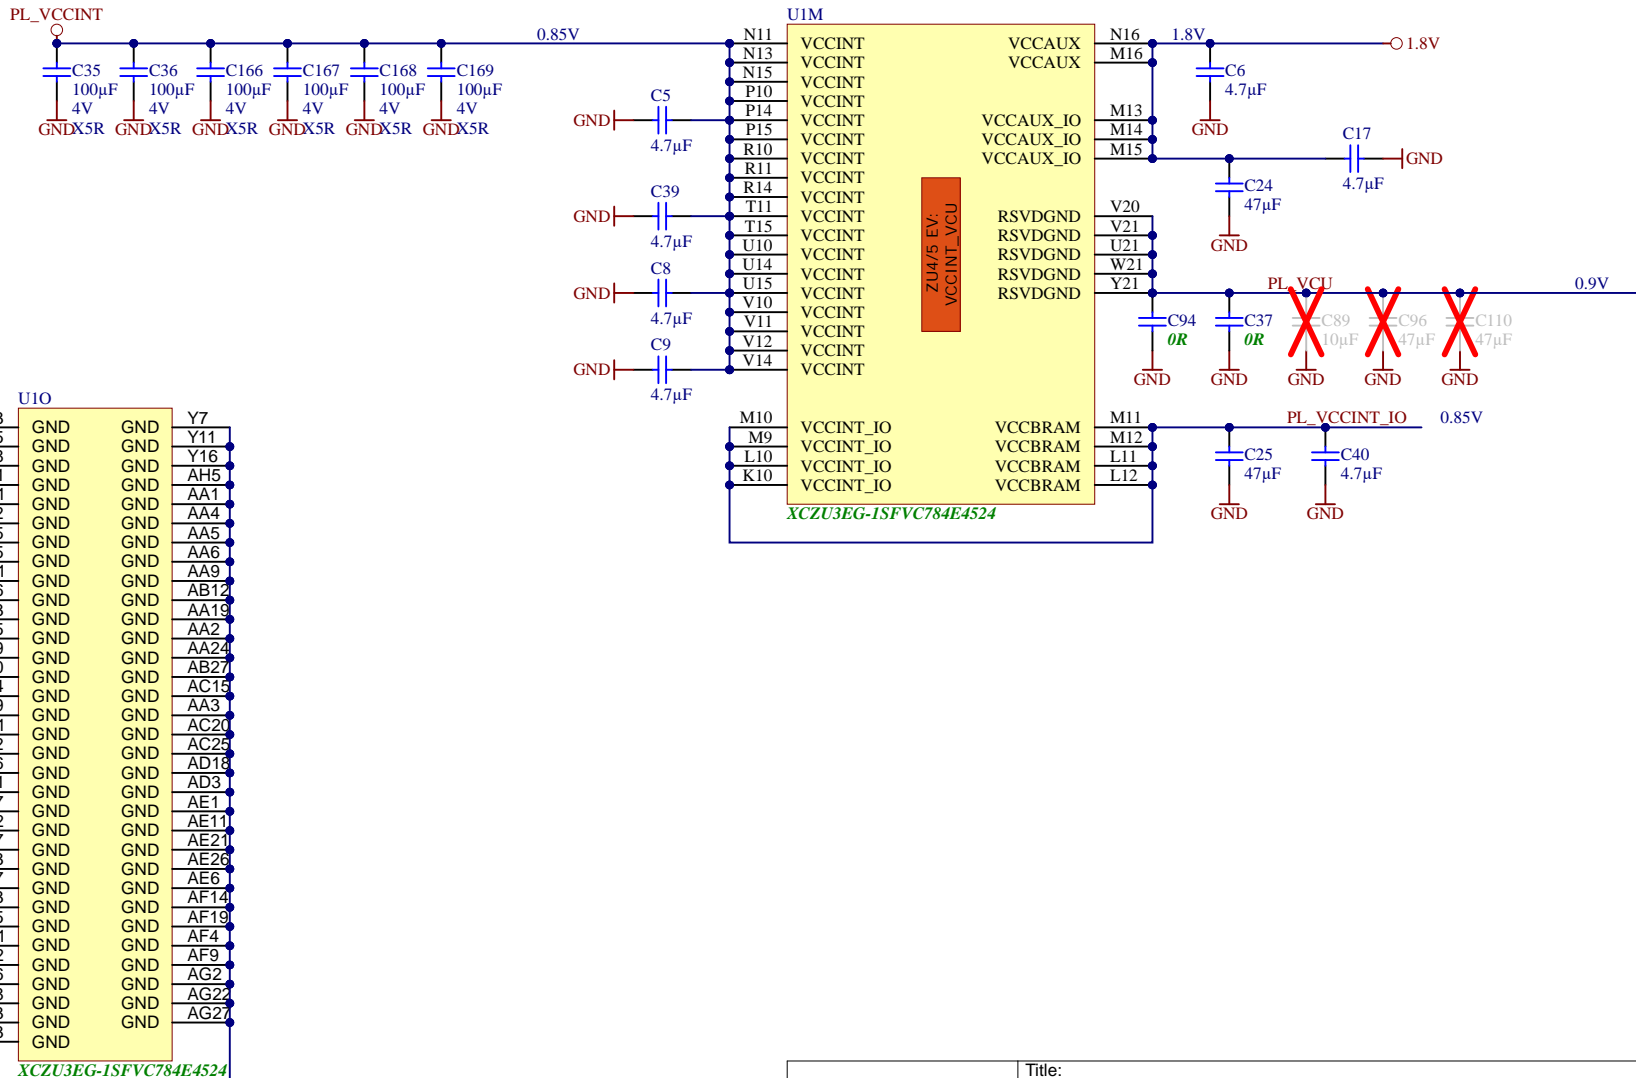 PL_VCCINT
0.85V
C35
100µF
4V
X5R
GND
C36
100µF
4V
X5R
GND
C166
100µF
4V
X5R
GND
C167
100µF
4V
X5R
GND
C168
100µF
4V
X5R
GND
C169
100µF
4V
X5R
GND
C5
4.7µF
GND
C39
4.7µF
GND
C8
4.7µF
GND
C9
4.7µF
GND
U1M
N11 VCCINT
N13 VCCINT
N15 VCCINT
P10 VCCINT
P14 VCCINT
P15 VCCINT
R10 VCCINT
R11 VCCINT
R14 VCCINT
T11 VCCINT
T15 VCCINT
U10 VCCINT
U14 VCCINT
U15 VCCINT
V10 VCCINT
V11 VCCINT
V12 VCCINT
V14 VCCINT
M10 VCCINT_IO
M9 VCCINT_IO
L10 VCCINT_IO
K10 VCCINT_IO
ZU4/5 EV:
VCCINT_VCU
VCCAUX N16
VCCAUX M16
VCCAUX_IO M13
VCCAUX_IO M14
VCCAUX_IO M15
RSVDGND V20
RSVDGND V21
RSVDGND U21
RSVDGND W21
RSVDGND Y21
VCCBRAM M11
VCCBRAM M12
VCCBRAM L11
VCCBRAM L12
XCZU3EG-1SFVC784E4524
1.8V
1.8V
C6
4.7µF
GND
C17
4.7µF
GND
C24
47µF
GND
PL_VCU
0.9V
C94
0R
GND
C37
0R
GND
C89
10µF
GND
C96
47µF
GND
C110
47µF
GND
PL_VCCINT_IO
0.85V
C25
47µF
GND
C40
4.7µF
GND
U1O
GND GND Y7
GND GND Y11
GND GND Y16
GND GND AH5
GND GND AA1
GND GND AA4
GND GND AA5
GND GND AA6
GND GND AA9
GND GND AB12
GND GND AA19
GND GND AA2
GND GND AA24
GND GND AB27
GND GND AC15
GND GND AA3
GND GND AC20
GND GND AC25
GND GND AD18
GND GND AD3
GND GND AE1
GND GND AE11
GND GND AE21
GND GND AE26
GND GND AE6
GND GND AF14
GND GND AF19
GND GND AF4
GND GND AF9
GND GND AG2
GND GND AG22
GND GND AG27
GND
XCZU3EG-1SFVC784E4524
Title: